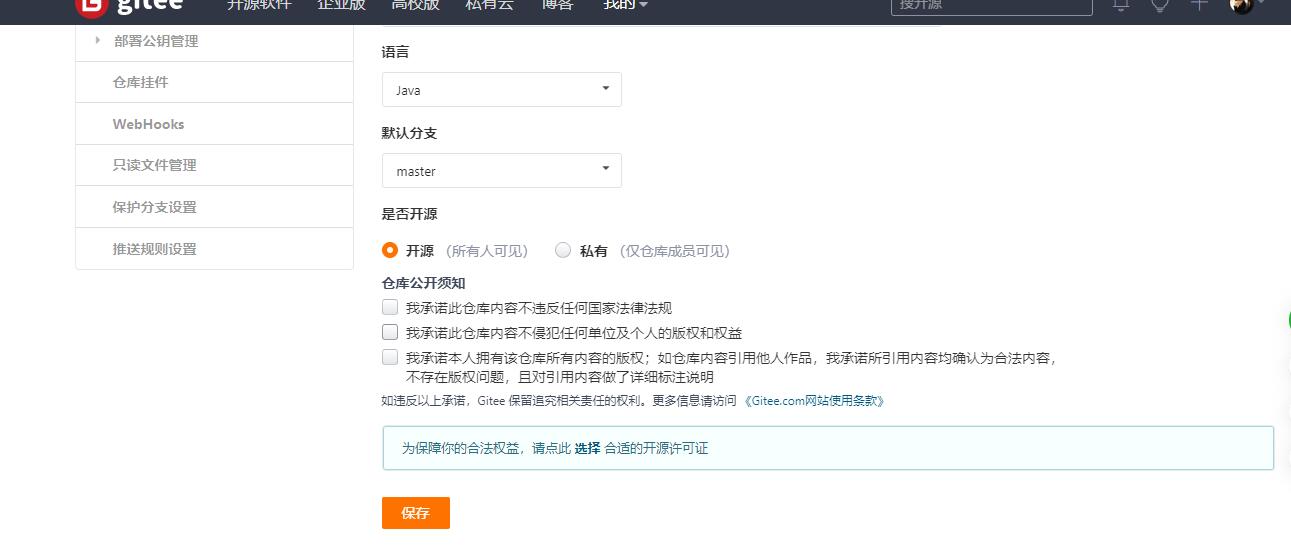 gitee 开源软件 企业版 高校版 私有云 博客 我的 搜开源
部署公钥管理
仓库挂件
WebHooks
只读文件管理
保护分支设置
推送规则设置
语言
Java
默认分支
master
是否开源
开源 （所有人可见） 私有 （仅仓库成员可见）
仓库公开须知
我承诺此仓库内容不违反任何国家法律法规
我承诺此仓库内容不侵犯任何单位及个人的版权和权益
我承诺本人拥有该仓库所有内容的版权；如仓库内容引用他人作品，我承诺所引用内容均确认为合法内容，
不存在版权问题，且对引用内容做了详细标注说明
如违反以上承诺，Gitee 保留追究相关责任的权利。更多信息请访问 《Gitee.com网站使用条款》
为保障你的合法权益，请点此 选择 合适的开源许可证
保存